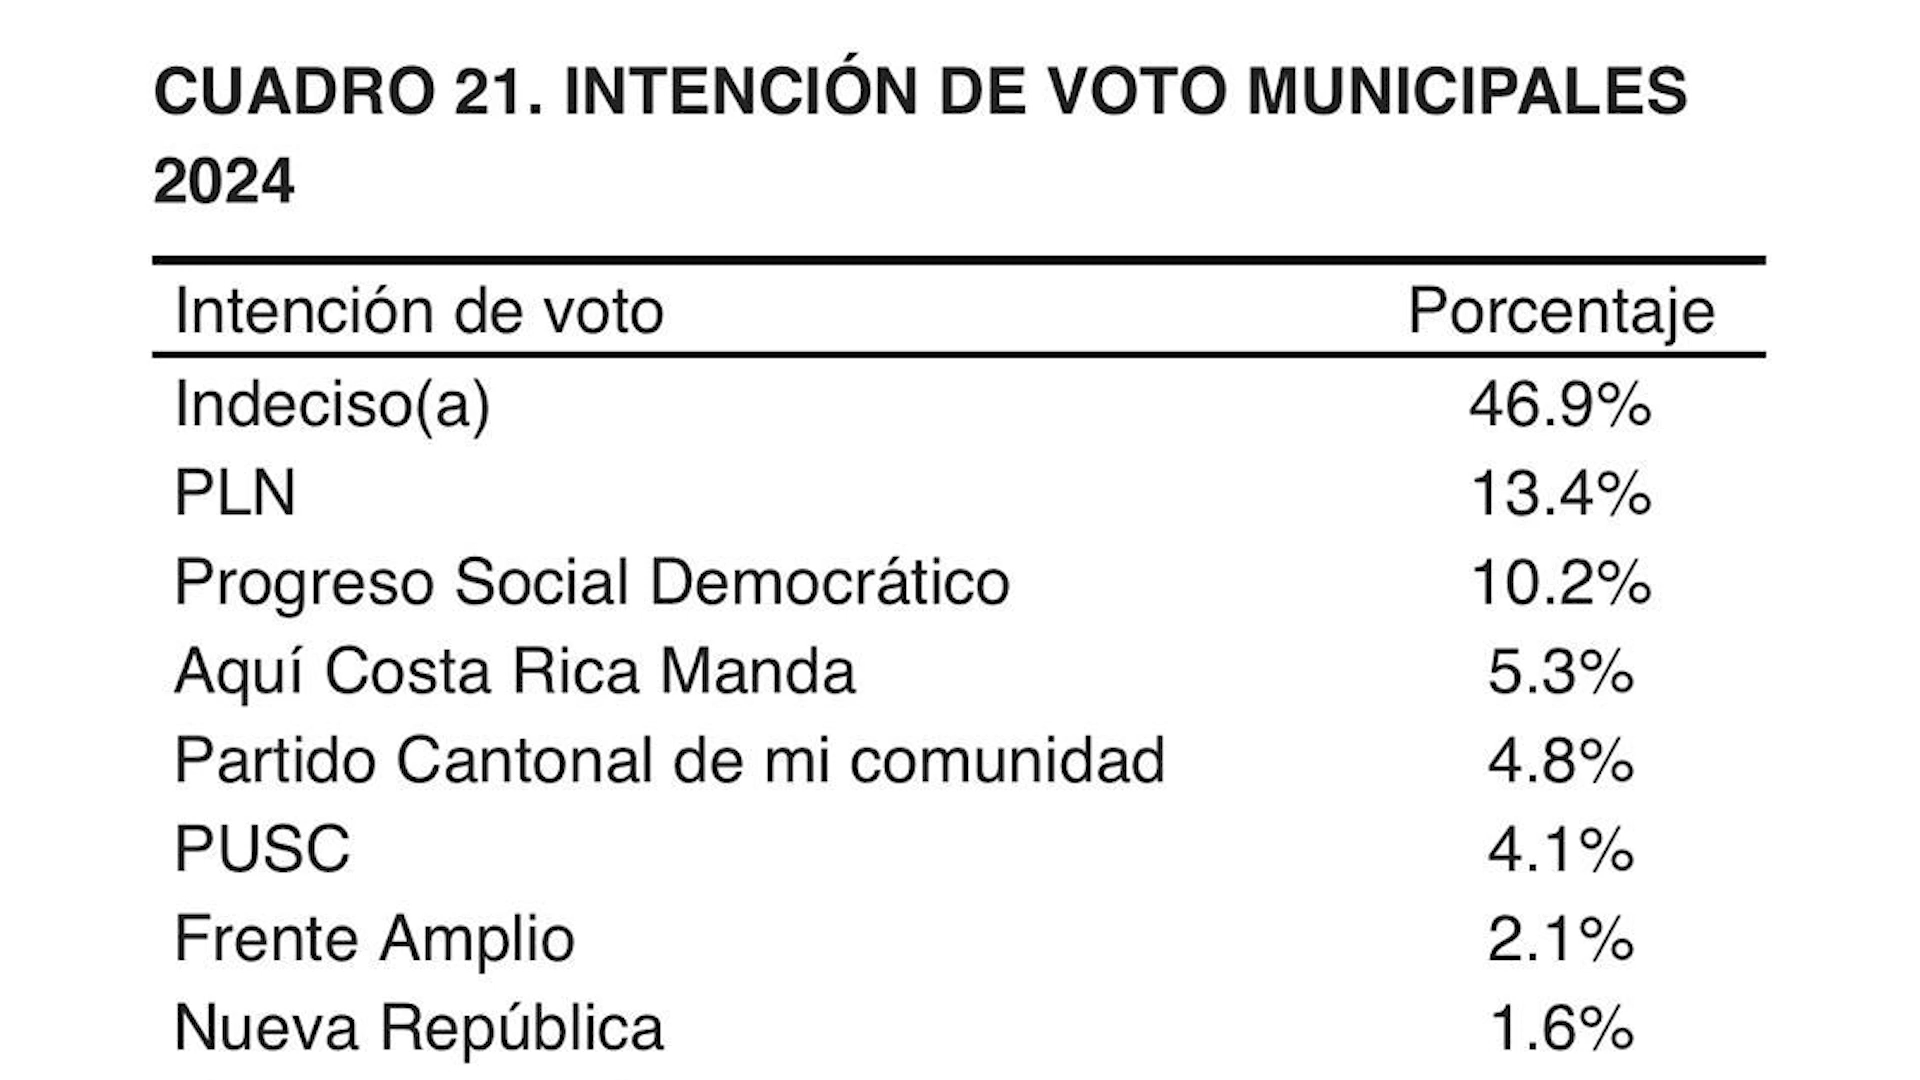 CUADRO 21. INTENCIÓN DE VOTO MUNICIPALES
2024
Intención de voto Porcentaje
Indeciso(a) 46.9%
PLN 13.4%
Progreso Social Democrático 10.2%
Aquí Costa Rica Manda 5.3%
Partido Cantonal de mi comunidad 4.8%
PUSC 4.1%
Frente Amplio 2.1%
Nueva República 1.6%